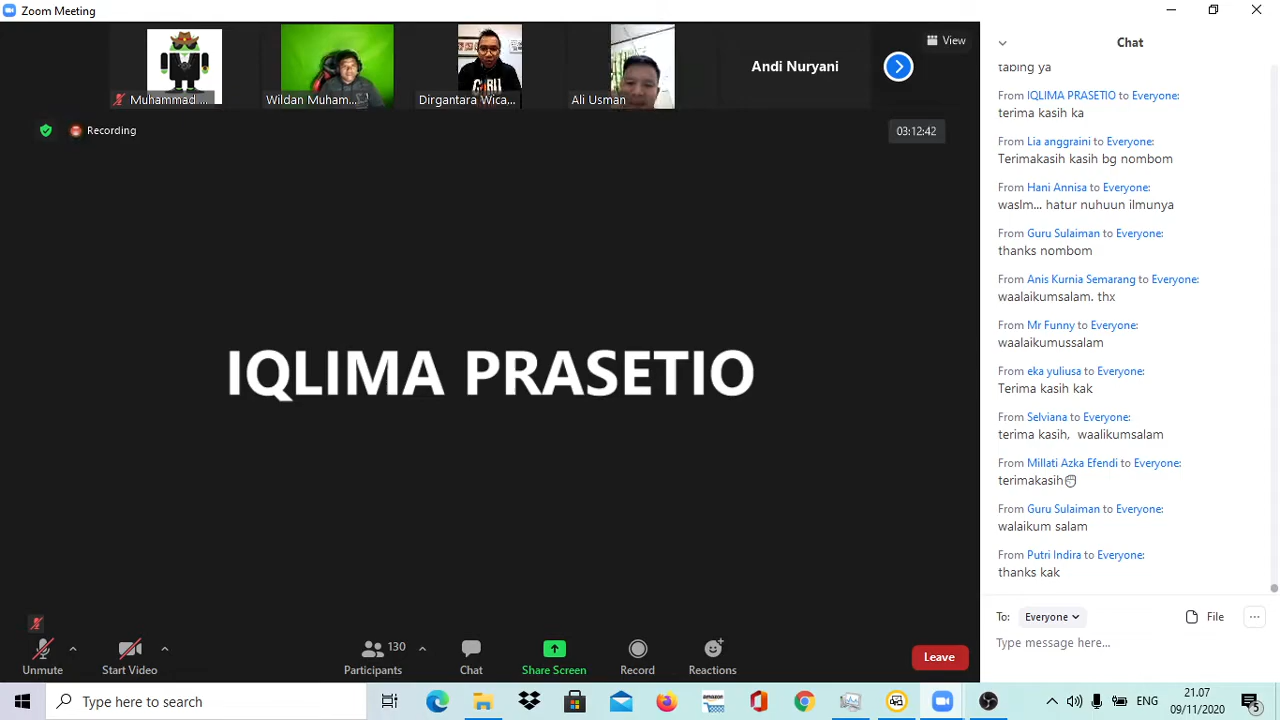 Zoom Meeting
Muhammad ...
Wildan Muham...
Dirgantara Wica...
Ali Usman
Andi Nuryani
View
Recording
03:12:42
IQLIMA PRASETIO
Unmute
Start Video
130
Participants
Chat
Share Screen
Record
Reactions
Leave
Chat
tabing ya
From IQLIMA PRASETIO to Everyone:
terima kasih ka
From Lia anggraini to Everyone:
Terimakasih kasih bg nombom
From Hani Annisa to Everyone:
waslm... hatur nuhuun ilmunya
From Guru Sulaiman to Everyone:
thanks nombom
From Anis Kurnia Semarang to Everyone:
waalaikumsalam. thx
From Mr Funny to Everyone:
waalaikumussalam
From eka yuliusa to Everyone:
Terima kasih kak
From Selviana to Everyone:
terima kasih, waalikumsalam
From Millati Azka Efendi to Everyone:
terimakasih
From Guru Sulaiman to Everyone:
walaikum salam
From Putri Indira to Everyone:
thanks kak
To: Everyone
File
...
Type message here...
Type here to search
amazon
ENG
21.07
09/11/2020
5